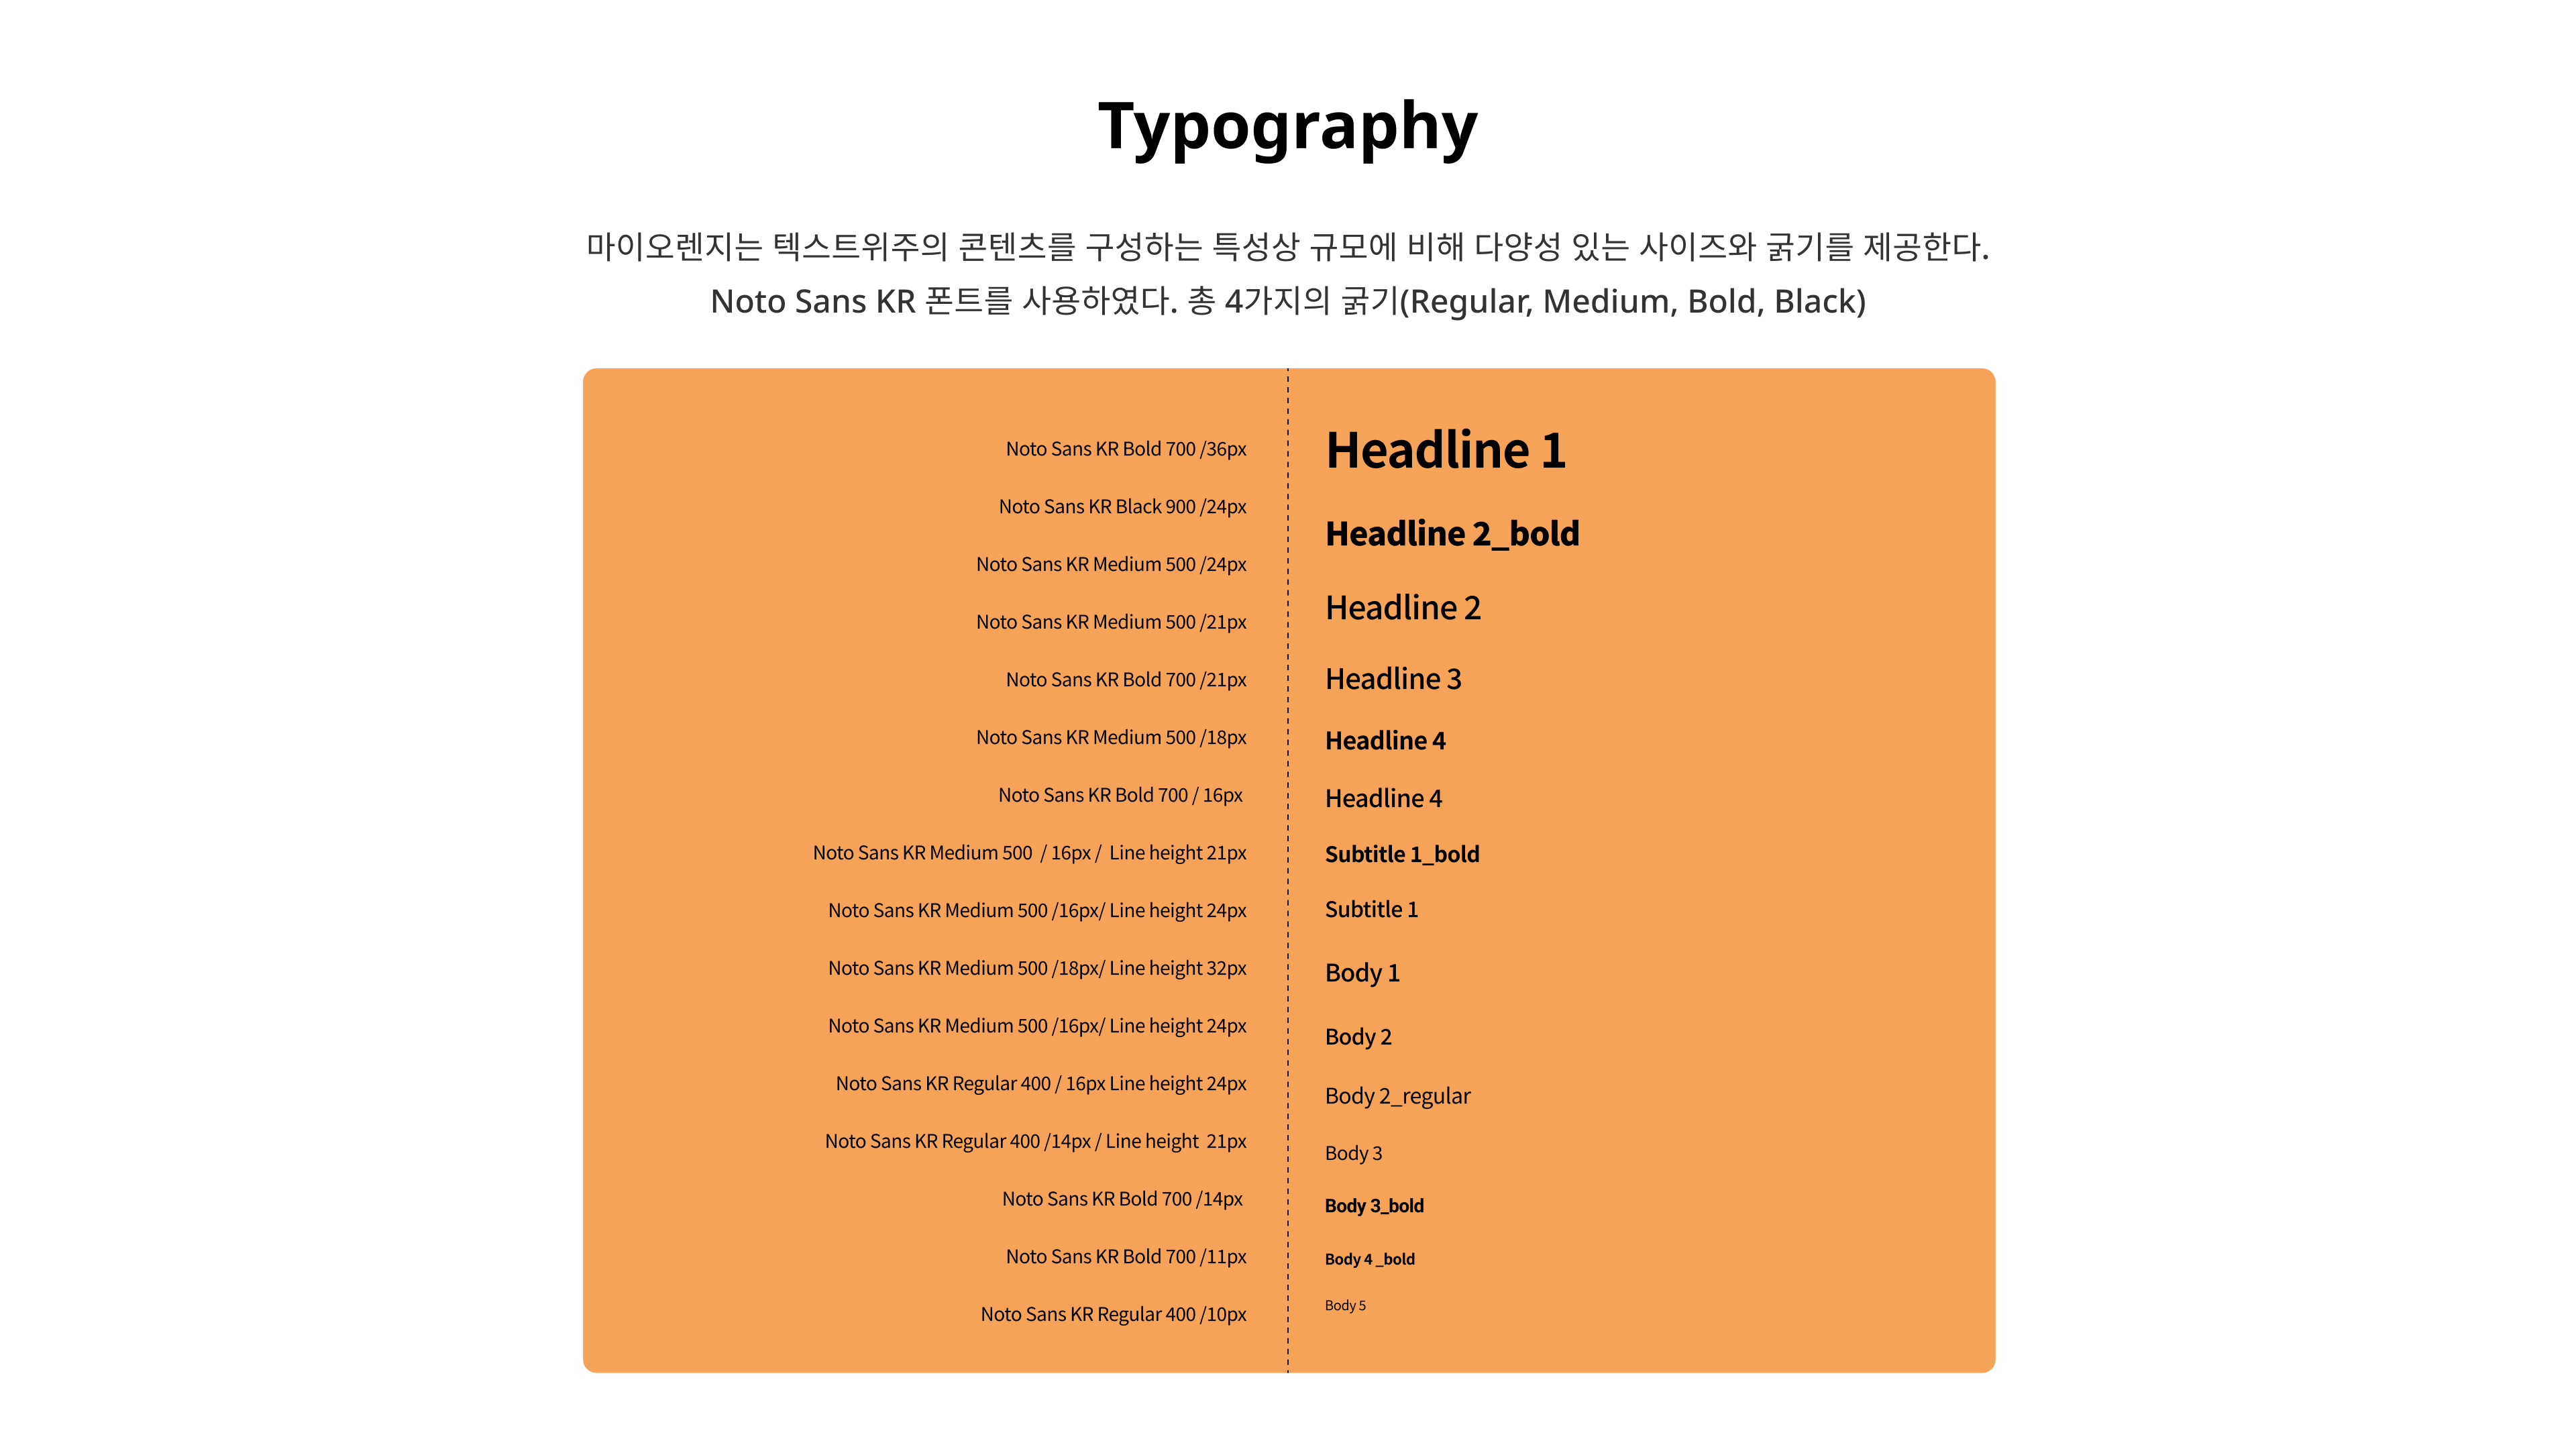 Typography
마이오렌지는 텍스트위주의 콘텐츠를 구성하는 특성상 규모에 비해 다양성 있는 사이즈와 굵기를 제공한다.
Noto Sans KR 폰트를 사용하였다. 총 4가지의 굵기(Regular, Medium, Bold, Black)
Noto Sans KR Bold 700 /36px
Noto Sans KR Black 900 /24px
Noto Sans KR Medium 500 /24px
Noto Sans KR Medium 500 /21px
Noto Sans KR Bold 700 /21px
Noto Sans KR Medium 500 /18px
Noto Sans KR Bold 700 / 16px
Noto Sans KR Medium 500 / 16px / Line height 21px
Noto Sans KR Medium 500 /16px/ Line height 24px
Noto Sans KR Medium 500 /18px/ Line height 32px
Noto Sans KR Medium 500 /16px/ Line height 24px
Noto Sans KR Regular 400 / 16px Line height 24px
Noto Sans KR Regular 400 /14px / Line height 21px
Noto Sans KR Bold 700 /14px
Noto Sans KR Bold 700 /11px
Noto Sans KR Regular 400 /10px
Headline 1
Headline 2_bold
Headline 2
Headline 3
Headline 4
Headline 4
Subtitle 1_bold
Subtitle 1
Body 1
Body 2
Body 2_regular
Body 3
Body 3_bold
Body 4 _bold
Body 5